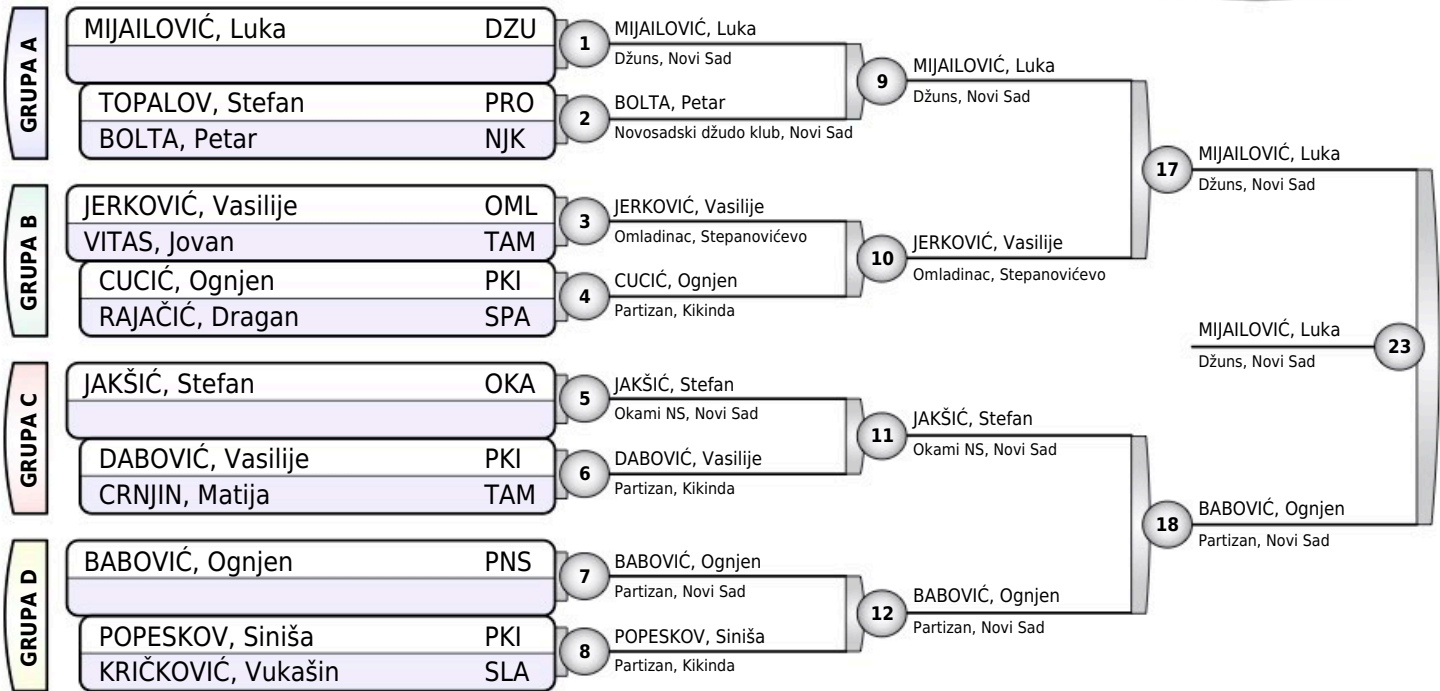 GRUPA A
MIJAILOVIĆ, Luka DZU
TOPALOV, Stefan PRO
BOLTA, Petar NJK
GRUPA B
JERKOVIĆ, Vasilije OML
VITAS, Jovan TAM
CUCIĆ, Ognjen PKI
RAJAČIĆ, Dragan SPA
GRUPA C
JAKŠIĆ, Stefan OKA
DABOVIĆ, Vasilije PKI
CRNJIN, Matija TAM
GRUPA D
BABOVIĆ, Ognjen PNS
POPESKOV, Siniša PKI
KRIČKOVIĆ, Vukašin SLA
1
MIJAILOVIĆ, Luka
Džuns, Novi Sad
2
BOLTA, Petar
Novosadski džudo klub, Novi Sad
3
JERKOVIĆ, Vasilije
Omladinac, Stepanovićevo
4
CUCIĆ, Ognjen
Partizan, Kikinda
5
JAKŠIĆ, Stefan
Okami NS, Novi Sad
6
DABOVIĆ, Vasilije
Partizan, Kikinda
7
BABOVIĆ, Ognjen
Partizan, Novi Sad
8
POPESKOV, Siniša
Partizan, Kikinda
9
MIJAILOVIĆ, Luka
Džuns, Novi Sad
10
JERKOVIĆ, Vasilije
Omladinac, Stepanovićevo
11
JAKŠIĆ, Stefan
Okami NS, Novi Sad
12
BABOVIĆ, Ognjen
Partizan, Novi Sad
17
MIJAILOVIĆ, Luka
Džuns, Novi Sad
18
BABOVIĆ, Ognjen
Partizan, Novi Sad
MIJAILOVIĆ, Luka
Džuns, Novi Sad
23